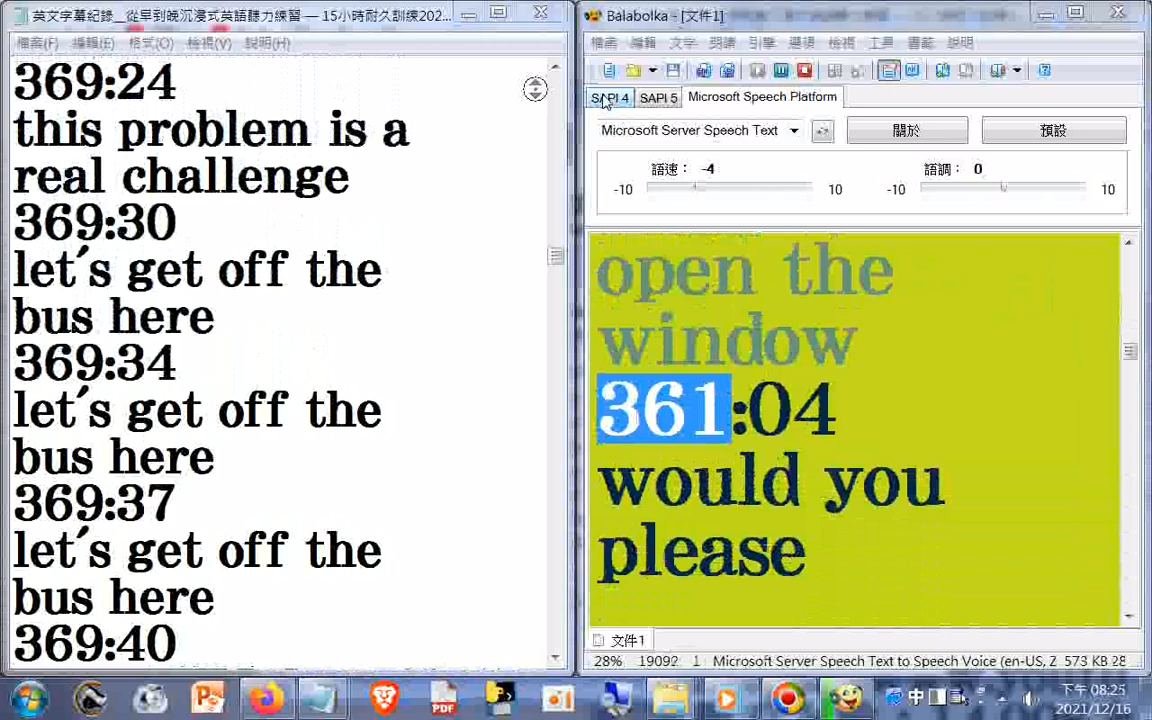 英文字幕紀錄__從早到晚沉浸式英語聽力練習 — 15小時耐久訓練202...
檔案(F) 編輯(E) 格式(O) 檢視(V) 說明(H)
369:24
this problem is a
real challenge
369:30
let's get off the
bus here
369:34
let's get off the
bus here
369:37
let's get off the
bus here
369:40
Balabolka - [文件1]
檔案 編輯 文字 朗讀 引擎 選項 檢視 工具 書籤 說明
SAPI 4 SAPI 5 Microsoft Speech Platform
Microsoft Server Speech Text 關於 預設
語速: -4 語調: 0
-10 10 -10 10
open the
window
361:04
would you
please
文件1
28% 19092 1 Microsoft Server Speech Text to Speech Voice (en-US, Z 573 KB 28
中
下午 08:25
2021/12/16